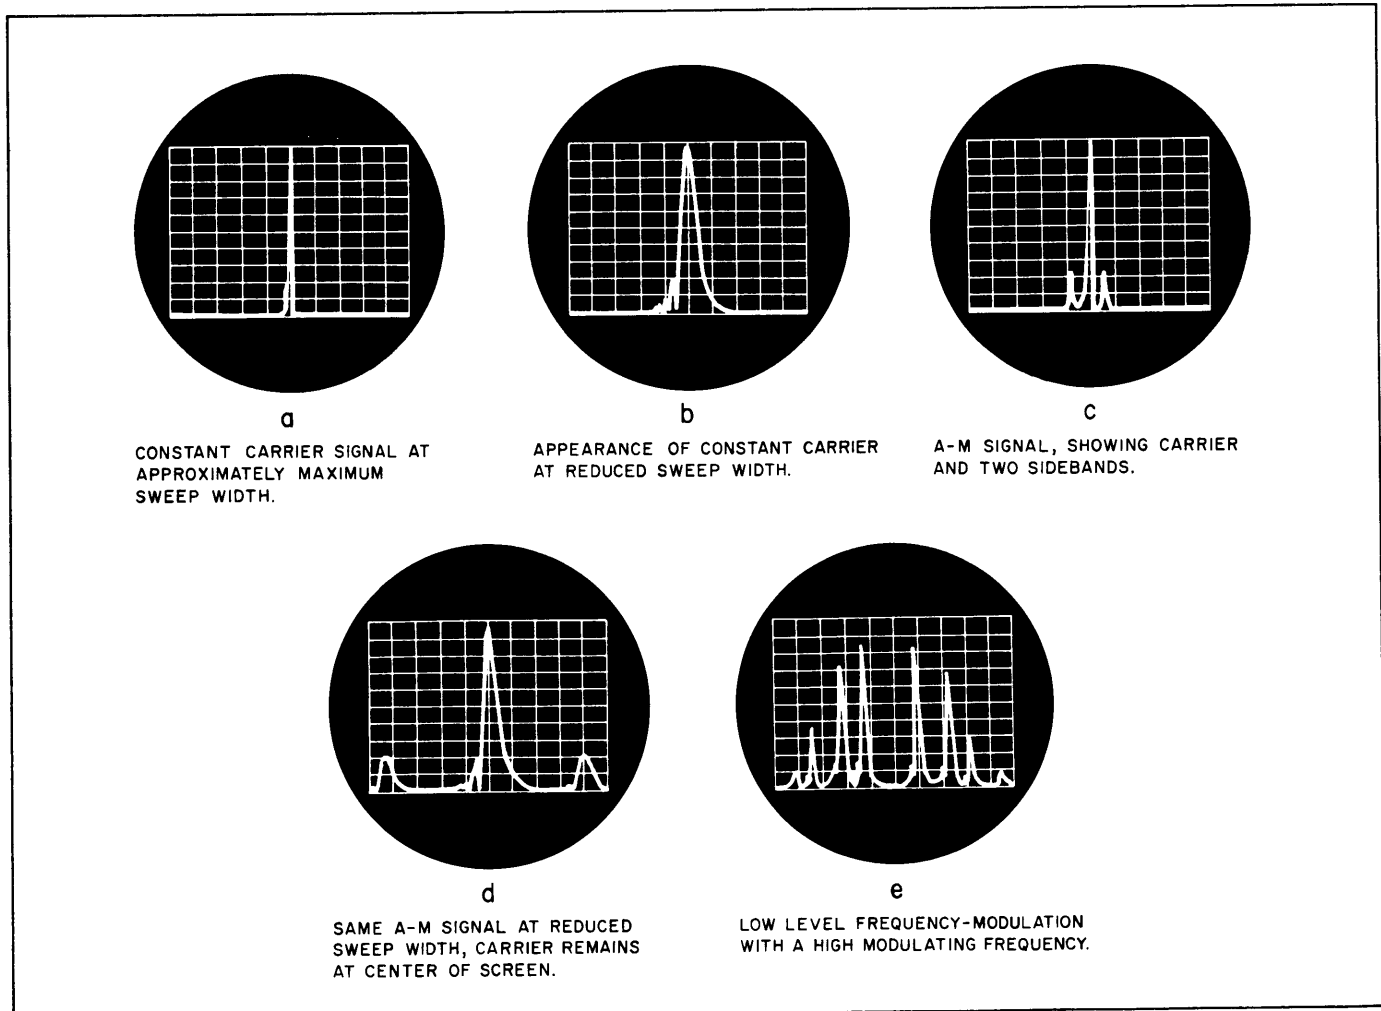 a
CONSTANT CARRIER SIGNAL AT
APPROXIMATELY MAXIMUM
SWEEP WIDTH.
b
APPEARANCE OF CONSTANT CARRIER
AT REDUCED SWEEP WIDTH.
c
A-M SIGNAL, SHOWING CARRIER
AND TWO SIDEBANDS.
d
SAME A-M SIGNAL AT REDUCED
SWEEP WIDTH, CARRIER REMAINS
AT CENTER OF SCREEN.
e
LOW LEVEL FREQUENCY-MODULATION
WITH A HIGH MODULATING FREQUENCY.